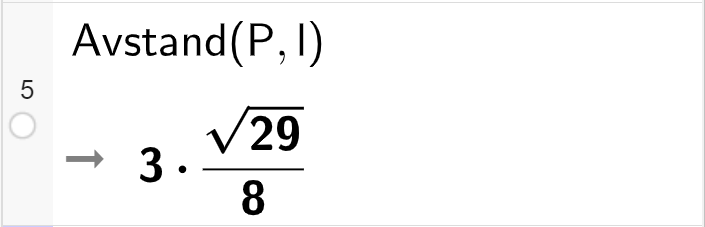 Avstand(P, l)
5
→ 3 · √29/8